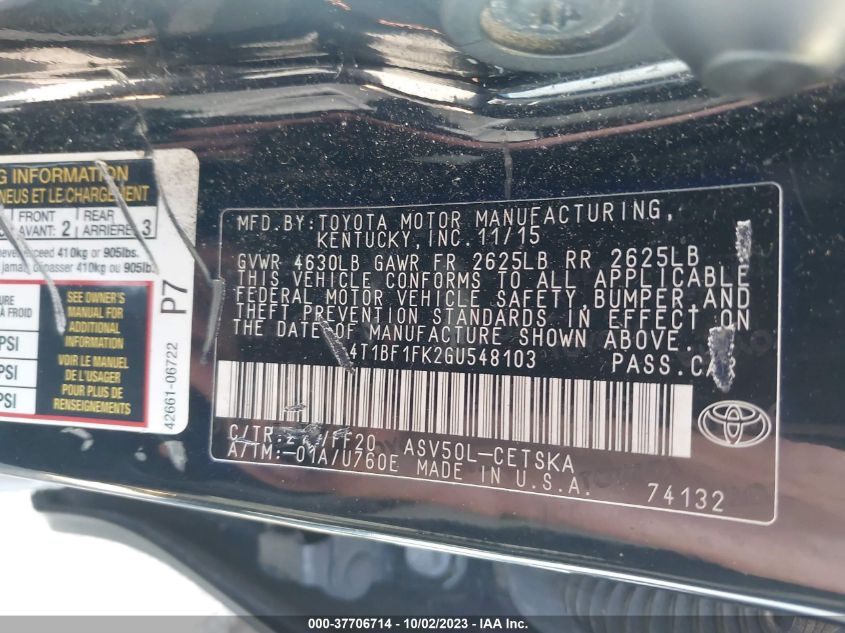 G INFORMATION
NEUS ET LE CHARGEMENT
FRONT REAR
AVANT: 2 ARRIÈRE: 3
exceed 410kg or 905lbs.
jamais dépasser 410kg ou 905lb
URE
À FROID
PSI
PSI
SEE OWNER'S
MANUAL FOR
ADDITIONAL
INFORMATION
VOIR LE MANUEL
DE L'USAGER
POUR PLUS DE
RENSEIGNEMENTS
P7
42661-06722
MFD.BY:TOYOTA MOTOR MANUFACTURING,
KENTUCKY, INC.11/15
GVWR 4630LB GAWR FR 2625LB RR 2625LB
THIS VEHICLE CONFORMS TO ALL APPLICABLE
FEDERAL MOTOR VEHICLE SAFETY, BUMPER, AND
THEFT PREVENTION STANDARDS IN EFFECT ON
THE DATE OF MANUFACTURE SHOWN ABOVE.
4T1BF1FK2GU548103 PASS.CAR
C/TR: /FF20 ASV50L-CETSKA
A/TM:-01A/U760E MADE IN U.S.A. 74132
000-37706714 - 10/02/2023 - IAA Inc.